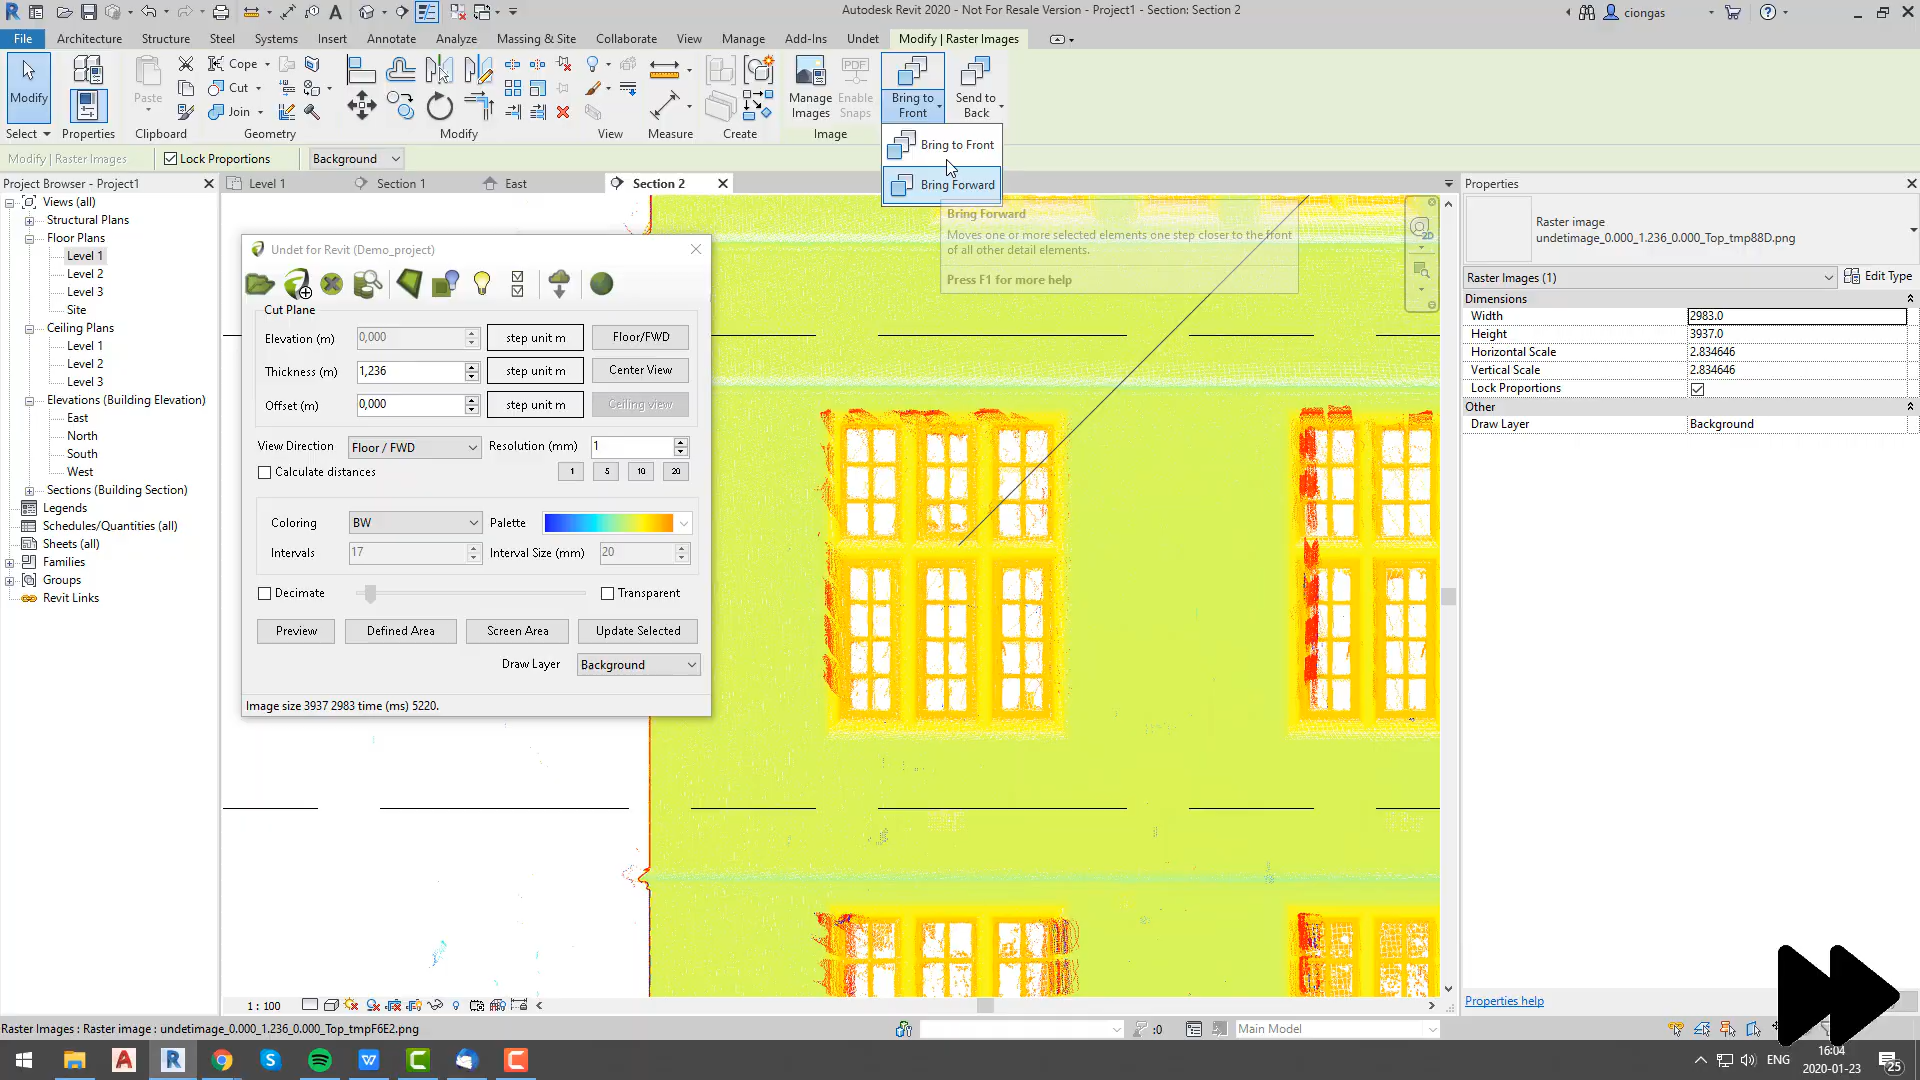 Autodesk Revit 2020 - Not For Resale Version - Project1 - Section: Section 2
ciongas
File
Architecture
Structure
Steel
Systems
Insert
Annotate
Analyze
Massing & Site
Collaborate
View
Manage
Add-Ins
Undet
Modify | Raster Images
Modify
Paste
Cope
Cut
Join
Manage Images
PDF
Enable Snaps
Bring to Front
Send to Back
Select
Properties
Clipboard
Geometry
Modify
View
Measure
Create
Image
Bring to Front
Bring Forward
Modify | Raster Images
Lock Proportions
Background
Bring Forward
Moves one or more selected elements one step closer to the front
of all other detail elements.
Press F1 for more help
Project Browser - Project1
Views (all)
Structural Plans
Floor Plans
Level 1
Level 2
Level 3
Site
Ceiling Plans
Level 1
Level 2
Level 3
Elevations (Building Elevation)
East
North
South
West
Sections (Building Section)
Legends
Schedules/Quantities (all)
Sheets (all)
Families
Groups
Revit Links
Level 1
Section 1
East
Section 2
Undet for Revit (Demo_project)
Cut Plane
Elevation (m)
0,000
step unit m
Floor/FWD
Thickness (m)
1,236
step unit m
Center View
Offset (m)
0,000
step unit m
Ceiling view
View Direction
Floor / FWD
Resolution (mm)
1
Calculate distances
1
5
10
20
Coloring
BW
Palette
Intervals
17
Interval Size (mm)
20
Decimate
Transparent
Preview
Defined Area
Screen Area
Update Selected
Draw Layer
Background
Image size 3937 2983 time (ms) 5220.
2D
Properties
Raster image
undetimage_0.000_1.236_0.000_Top_tmp88D.png
Raster Images (1)
Edit Type
Dimensions
Width
2983.0
Height
3937.0
Horizontal Scale
2.834646
Vertical Scale
2.834646
Lock Proportions
Other
Draw Layer
Background
Properties help
1 : 100
Raster Images : Raster image : undetimage_0.000_1.236_0.000_Top_tmpF6E2.png
:0
Main Model
ENG
16:04
2020-01-23
25